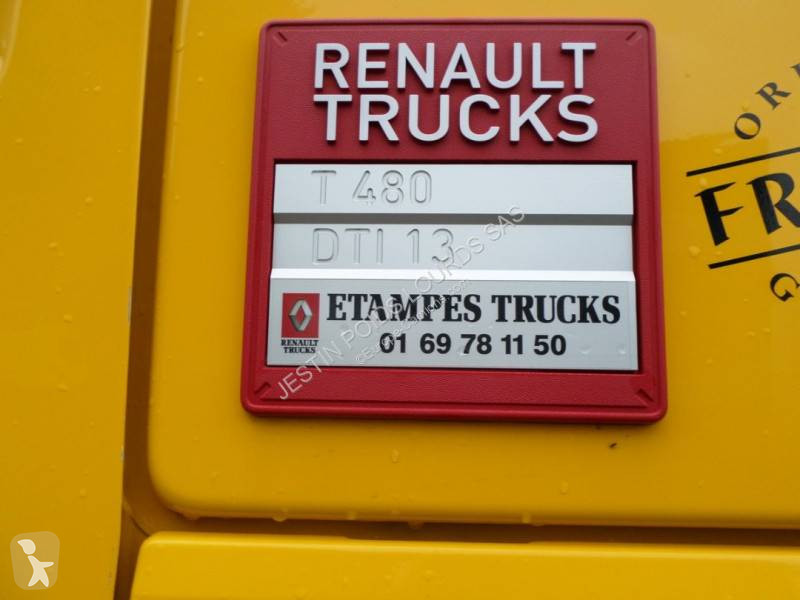 RENAULT
TRUCKS
T 480
DTI 13
ETAMPES TRUCKS
RENAULT
TRUCKS
01 69 78 11 50
JESTIN POIDS LOURDS SAS